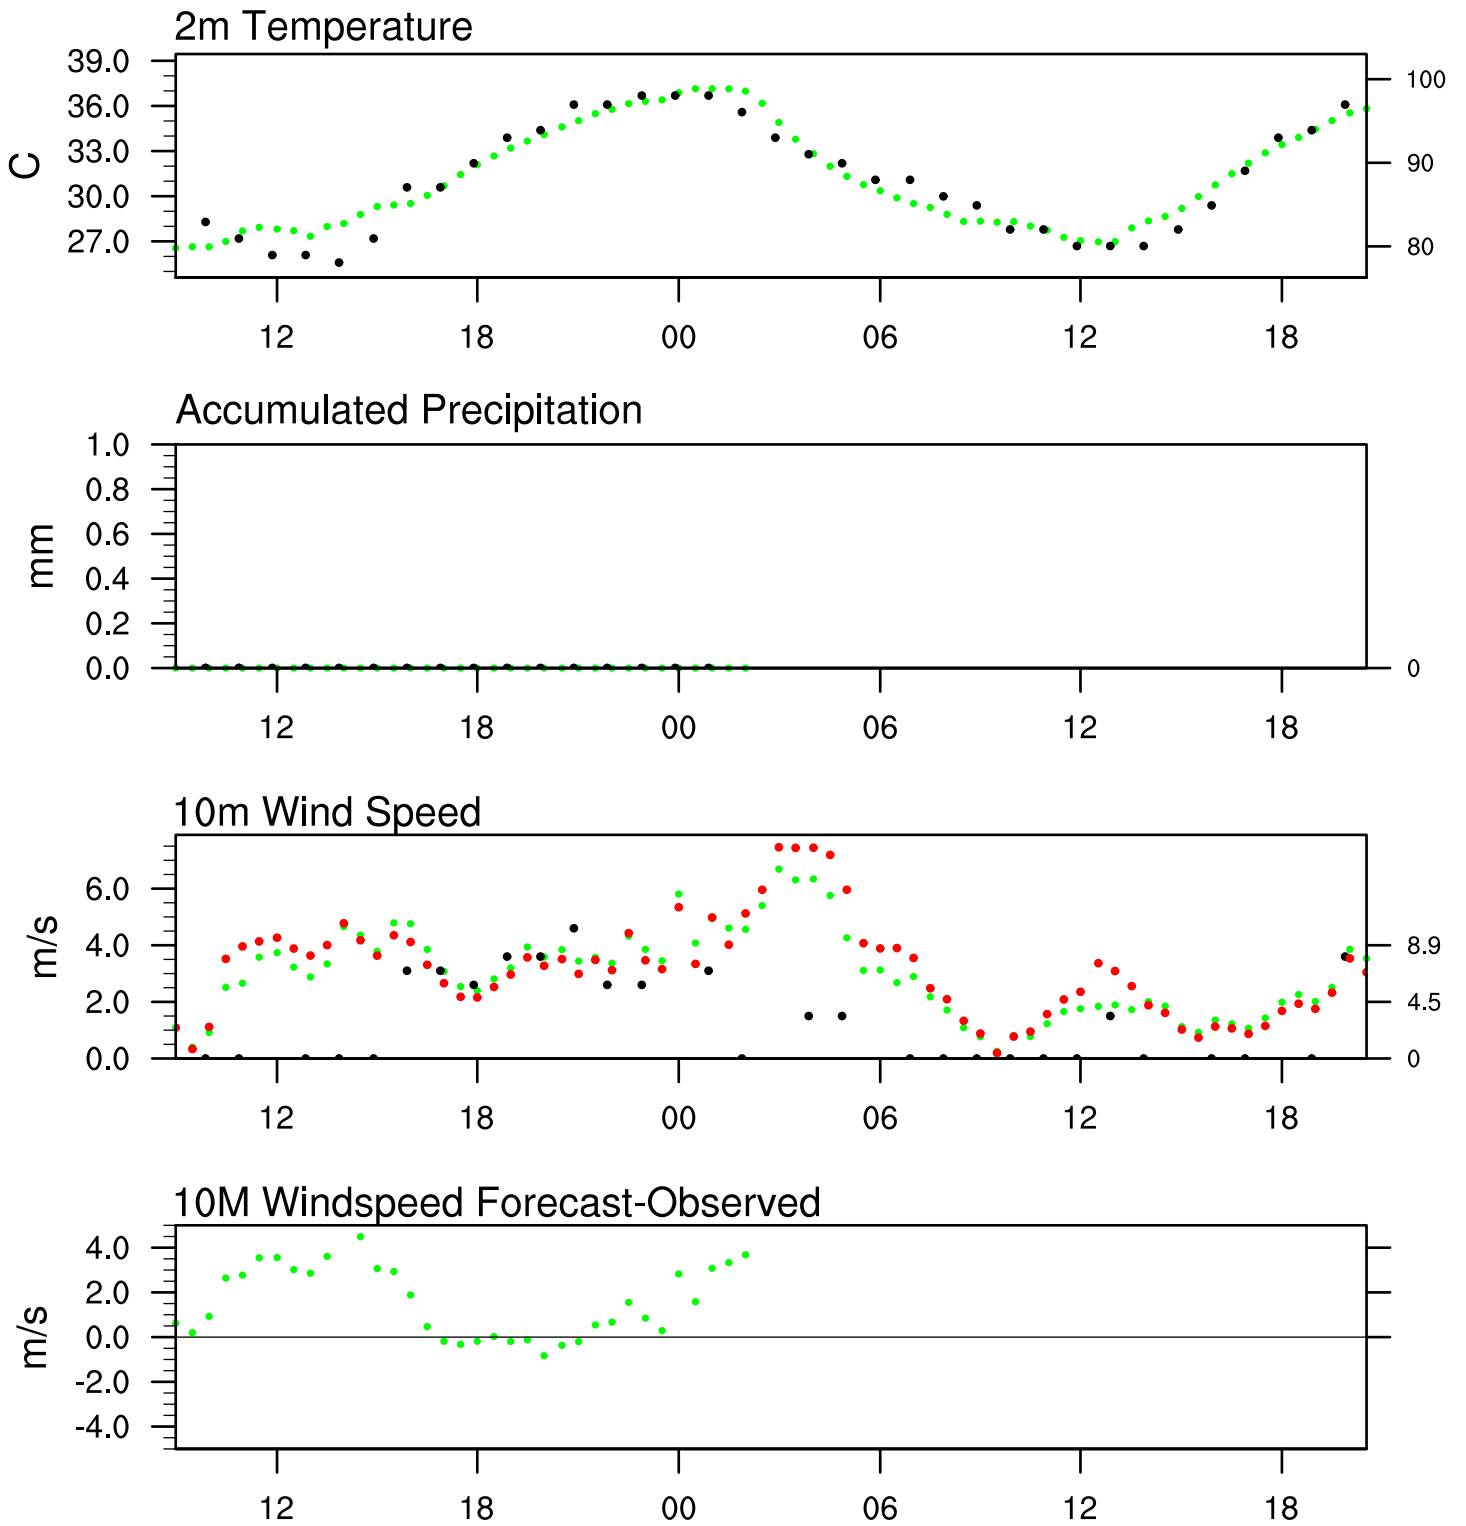 2m Temperature
39.0
36.0
33.0
30.0
27.0
C
100
90
80
12 18 00 06 12 18
Accumulated Precipitation
1.0
0.8
0.6
0.4
0.2
0.0
mm
0
12 18 00 06 12 18
10m Wind Speed
6.0
4.0
2.0
0.0
m/s
8.9
4.5
0
12 18 00 06 12 18
10M Windspeed Forecast-Observed
4.0
2.0
0.0
-2.0
-4.0
m/s
12 18 00 06 12 18